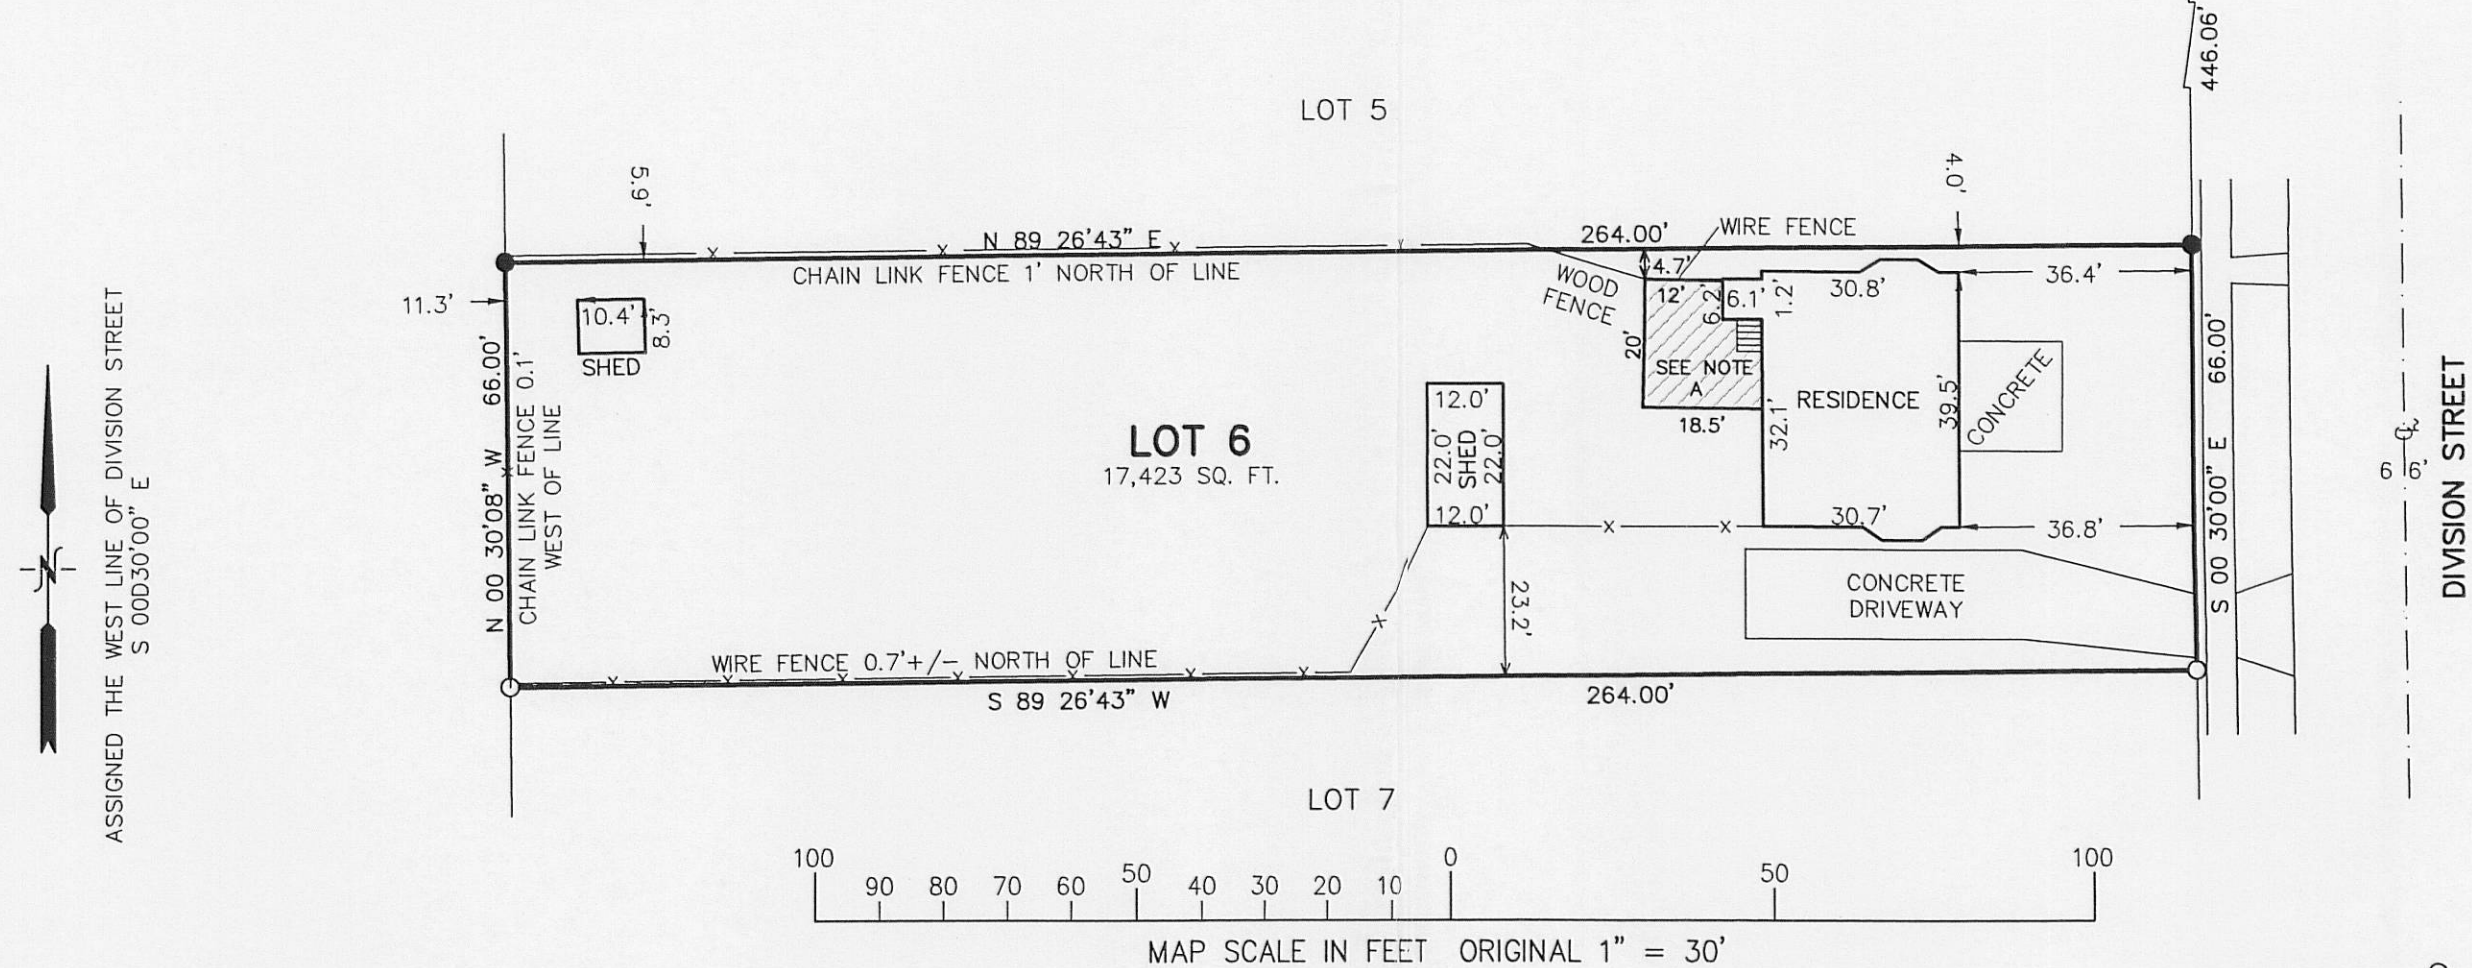 446.06'
LOT 5
5.9'
4.0'
N 89 26'43" E
264.00'
WIRE FENCE
CHAIN LINK FENCE 1' NORTH OF LINE
WOOD
FENCE
4.7'
12'
6.2'
6.1'
1.2'
30.8'
36.4'
11.3'
10.4'
8.3'
SHED
20'
SEE NOTE
A
18.5'
32.1'
RESIDENCE
39.5'
CONCRETE
66.00'
N 00 30'08" W
CHAIN LINK FENCE 0.1'
WEST OF LINE
LOT 6
17,423 SQ. FT.
12.0'
22.0'
SHED
22.0'
12.0'
30.7'
36.8'
23.2'
CONCRETE
DRIVEWAY
66.00'
S 00 30'00" E
66'
DIVISION STREET
ASSIGNED THE WEST LINE OF DIVISION STREET
S 00D30'00" E
N
WIRE FENCE 0.7'+/- NORTH OF LINE
S 89 26'43" W
264.00'
LOT 7
100 90 80 70 60 50 40 30 20 10 0 50 100
MAP SCALE IN FEET ORIGINAL 1" = 30'